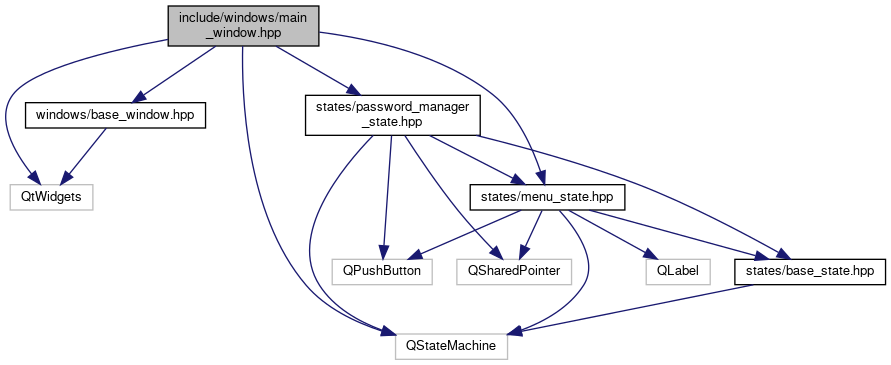 include/windows/main
_window.hpp
windows/base_window.hpp
states/password_manager
_state.hpp
QtWidgets
states/menu_state.hpp
QPushButton
QSharedPointer
QLabel
states/base_state.hpp
QStateMachine